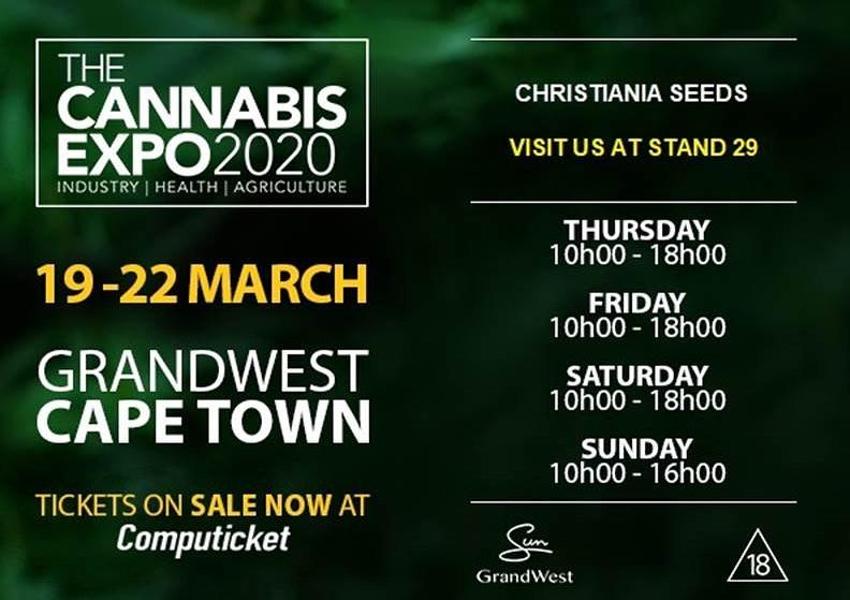 THE
CANNABIS
EXPO2020
INDUSTRY | HEALTH | AGRICULTURE
19 -22 MARCH
GRANDWEST
CAPE TOWN
TICKETS ON SALE NOW AT
Computicket
CHRISTIANIA SEEDS
VISIT US AT STAND 29
THURSDAY
10h00 - 18h00
FRIDAY
10h00 - 18h00
SATURDAY
10h00 - 18h00
SUNDAY
10h00 - 16h00
Sun
GrandWest
18